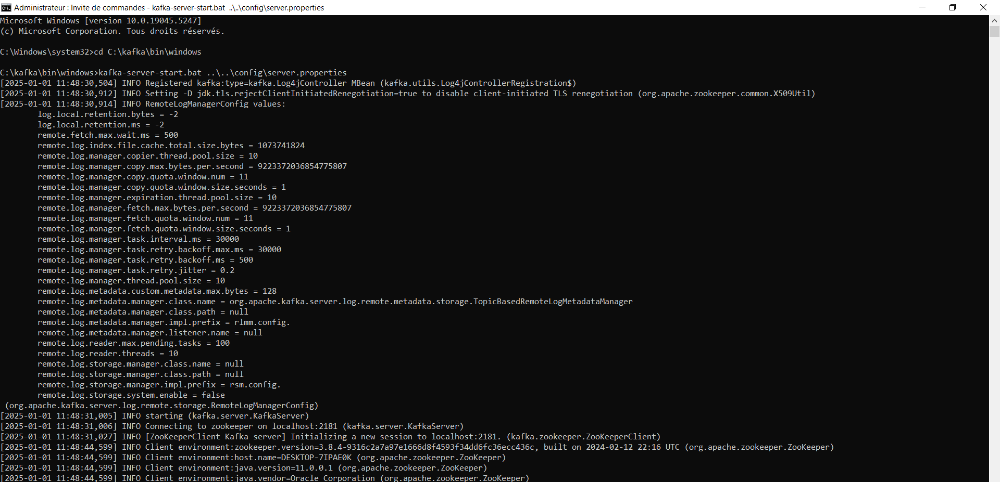 Administrateur : Invite de commandes - kafka-server-start.bat ..\..\config\server.properties
Microsoft Windows [version 10.0.19045.5247]
(c) Microsoft Corporation. Tous droits réservés.
C:\Windows\system32>cd C:\kafka\bin\windows
C:\kafka\bin\windows>kafka-server-start.bat ..\..\config\server.properties
[2025-01-01 11:48:30,504] INFO Registered kafka:type=kafka.Log4jController MBean (kafka.utils.Log4jControllerRegistration$)
[2025-01-01 11:48:30,912] INFO Setting -D jdk.tls.rejectClientInitiatedRenegotiation=true to disable client-initiated TLS renegotiation (org.apache.zookeeper.common.X509Util)
[2025-01-01 11:48:30,914] INFO RemoteLogManagerConfig values:
log.local.retention.bytes = -2
log.local.retention.ms = -2
remote.fetch.max.wait.ms = 500
remote.log.index.file.cache.total.size.bytes = 1073741824
remote.log.manager.copier.thread.pool.size = 10
remote.log.manager.copy.max.bytes.per.second = 9223372036854775807
remote.log.manager.copy.quota.window.num = 11
remote.log.manager.copy.quota.window.size.seconds = 1
remote.log.manager.expiration.thread.pool.size = 10
remote.log.manager.fetch.max.bytes.per.second = 9223372036854775807
remote.log.manager.fetch.quota.window.num = 11
remote.log.manager.fetch.quota.window.size.seconds = 1
remote.log.manager.task.interval.ms = 30000
remote.log.manager.task.retry.backoff.max.ms = 30000
remote.log.manager.task.retry.backoff.ms = 500
remote.log.manager.task.retry.jitter = 0.2
remote.log.manager.thread.pool.size = 10
remote.log.metadata.custom.metadata.max.bytes = 128
remote.log.metadata.manager.class.name = org.apache.kafka.server.log.remote.metadata.storage.TopicBasedRemoteLogMetadataManager
remote.log.metadata.manager.class.path = null
remote.log.metadata.manager.impl.prefix = rlmm.config.
remote.log.metadata.manager.listener.name = null
remote.log.reader.max.pending.tasks = 100
remote.log.reader.threads = 10
remote.log.storage.manager.class.name = null
remote.log.storage.manager.class.path = null
remote.log.storage.manager.impl.prefix = rsm.config.
remote.log.storage.system.enable = false
(org.apache.kafka.server.log.remote.storage.RemoteLogManagerConfig)
[2025-01-01 11:48:31,005] INFO starting (kafka.server.KafkaServer)
[2025-01-01 11:48:31,006] INFO Connecting to zookeeper on localhost:2181 (kafka.server.KafkaServer)
[2025-01-01 11:48:31,027] INFO [ZooKeeperClient Kafka server] Initializing a new session to localhost:2181. (kafka.zookeeper.ZooKeeperClient)
[2025-01-01 11:48:44,599] INFO Client environment:zookeeper.version=3.8.4-9316c2a7a97e1666d8f4593f34dd6fc36ecc436c, built on 2024-02-12 22:16 UTC (org.apache.zookeeper.ZooKeeper)
[2025-01-01 11:48:44,599] INFO Client environment:host.name=DESKTOP-7IPAE0K (org.apache.zookeeper.ZooKeeper)
[2025-01-01 11:48:44,599] INFO Client environment:java.version=11.0.0.1 (org.apache.zookeeper.ZooKeeper)
[2025-01-01 11:48:44,599] INFO Client environment:java.vendor=Oracle Corporation (org.apache.zookeeper.ZooKeeper)